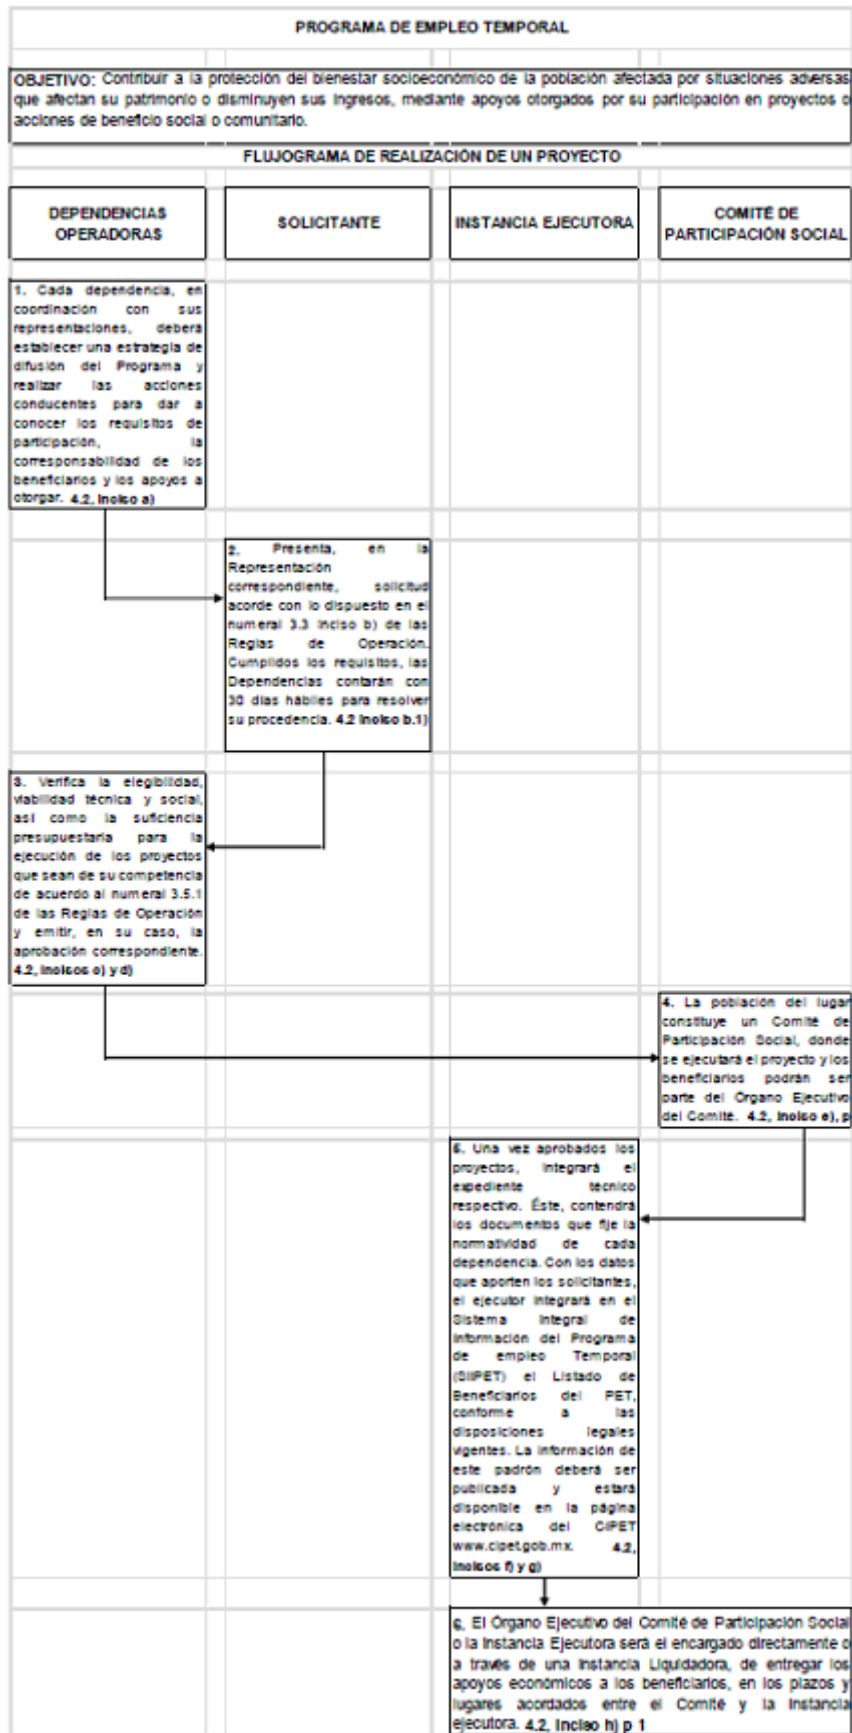 PROGRAMA DE EMPLEO TEMPORAL
OBJETIVO: Contribuir a la protección del bienestar socioeconómico de la población afectada por situaciones adversas
que afectan su patrimonio o disminuyen sus ingresos, mediante apoyos otorgados por su participación en proyectos o
acciones de beneficio social o comunitario.
FLUJOGRAMA DE REALIZACIÓN DE UN PROYECTO
DEPENDENCIAS
OPERADORAS
SOLICITANTE
INSTANCIA EJECUTORA
COMITÉ DE
PARTICIPACIÓN SOCIAL
1. Cada dependencia, en
coordinación con sus
representaciones, deberá
establecer una estrategia de
difusión del Programa y
realizar las acciones
conducentes para dar a
conocer los requisitos de
participación, la
corresponsabilidad de los
beneficiarios y los apoyos a
otorgar. 4.2, inciso a)
2. Presenta, en la
Representación
correspondiente, solicitud
acorde con lo dispuesto en el
numeral 3.3 inciso b) de las
Reglas de Operación.
Cumplidos los requisitos, las
Dependencias contarán con
30 días hábiles para resolver
su procedencia. 4.2 inciso b.1)
3. Verifica la elegibilidad,
viabilidad técnica y social,
así como la suficiencia
presupuestaria para la
ejecución de los proyectos
que sean de su competencia
de acuerdo al numeral 3.5.1
de las Reglas de Operación
y emitir, en su caso, la
aprobación correspondiente.
4.2, incisos c) y d)
4. La población del lugar
constituye un Comité de
Participación Social, donde
se ejecutará el proyecto y los
beneficiarios podrán ser
parte del Órgano Ejecutivo
del Comité. 4.2, inciso e), p
5. Una vez aprobados los
proyectos, integrará el
expediente técnico
respectivo. Éste, contendrá
los documentos que fije la
normatividad de cada
dependencia. Con los datos
que aporten los solicitantes,
el ejecutor integrará en el
Sistema Integral de
Información del Programa
de empleo Temporal
(SIIPET) el Listado de
Beneficiarios del PET,
conforme a las
disposiciones legales
vigentes. La información de
este padrón deberá ser
publicada y estará
disponible en la página
electrónica del CIPET
www.cipet.gob.mx. 4.2,
incisos f) y g)
6. El Órgano Ejecutivo del Comité de Participación Social
o la Instancia Ejecutora será el encargado directamente o
a través de una Instancia Liquidadora, de entregar los
apoyos económicos a los beneficiarios, en los plazos y
lugares acordados entre el Comité y la Instancia
ejecutora. 4.2, inciso h) p 1